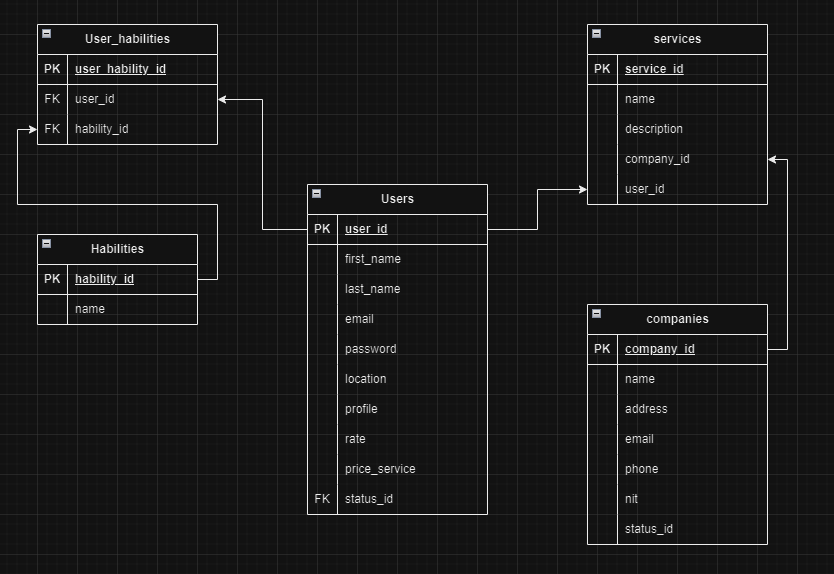 User_habilities
PK user_hability_id
FK user_id
FK hability_id
Habilities
PK hability_id
name
Users
PK user_id
first_name
last_name
email
password
location
profile
rate
price_service
FK status_id
services
PK service_id
name
description
company_id
user_id
companies
PK company_id
name
address
email
phone
nit
status_id